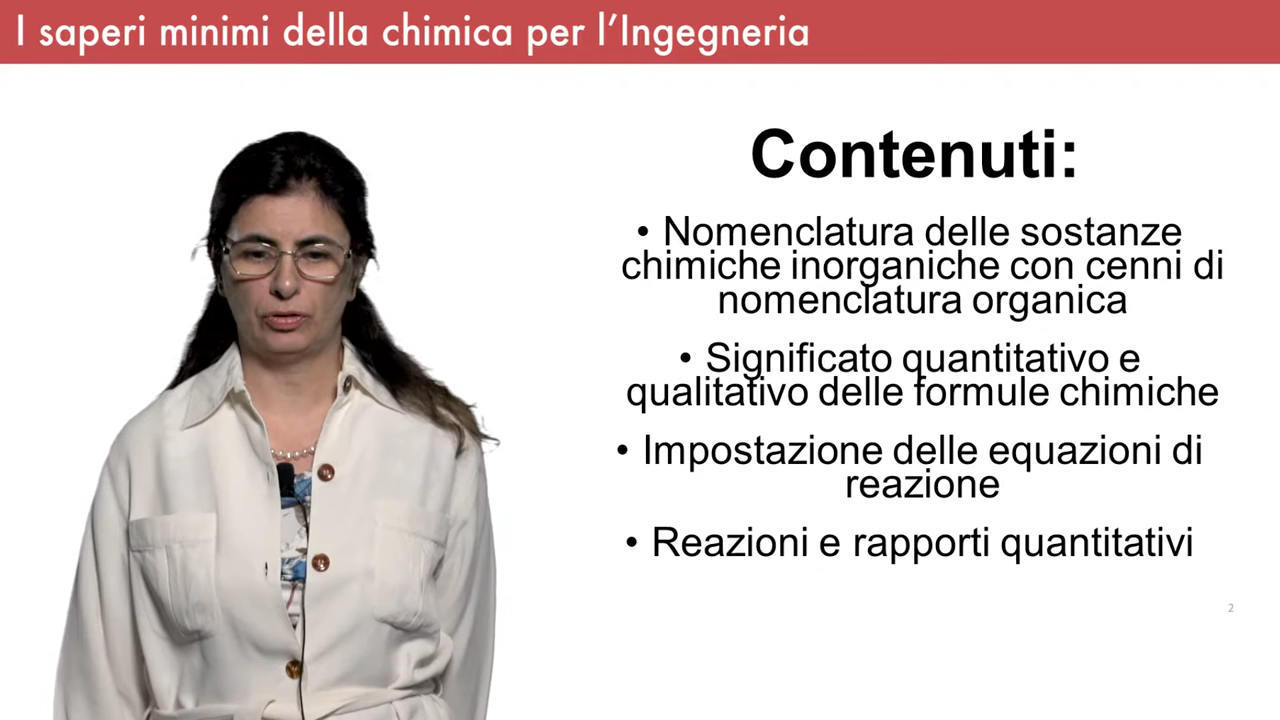 I saperi minimi della chimica per l'Ingegneria
Contenuti:
• Nomenclatura delle sostanze
chimiche inorganiche con cenni di
nomenclatura organica
• Significato quantitativo e
qualitativo delle formule chimiche
• Impostazione delle equazioni di
reazione
• Reazioni e rapporti quantitativi
2